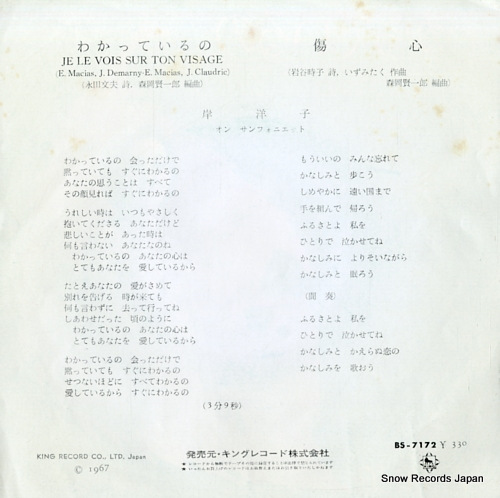 わかっているの
JE LE VOIS SUR TON VISAGE
(E. Macias, J. Demarny-E. Macias, J. Claudric)
(水田文夫 詩, 森岡賢一郎 編曲)
傷心
(岩谷時子 詩, いずみたく 作曲
森岡賢一郎 編曲)
岸 洋子
オン サンフォニエット
わかっているの 会っただけで
黙っていても すぐにわかるの
あなたの思うことは すべて
その顔見れば すぐにわかるの
うれしい時は いつもやさしく
抱いてくださる あなただけど
悲しいことが あった時は
何も言わない あなたなのね
わかっているの あなたの心は
とてもあなたを 愛しているから
たとえあなたの 愛がさめて
別れを告げる 時が来ても
何も言わずに 去って行ってね
しあわせだった 頃のように
わかっているの あなたの心は
とてもあなたを 愛しているから
わかっているの 会っただけで
黙っていても すぐにわかるの
せつないほどに すべてわかるの
愛しているから すぐにわかるの
(3分9秒)
もういいの みんな忘れて
かなしみと 歩こう
しめやかに 遠い国まで
手を組んで 帰ろう
ふるさとよ 私を
ひとりで 泣かせてね
かなしみに よりそいながら
かなしみと 眠ろう
(間奏)
ふるさとよ 私を
ひとりで 泣かせてね
かなしみと かえらぬ恋の
かなしみを 歌おう
KING RECORD CO., LTD, Japan
© 1967
発売元・キングレコード株式会社
BS-7172 ¥ 330
Snow Records Japan